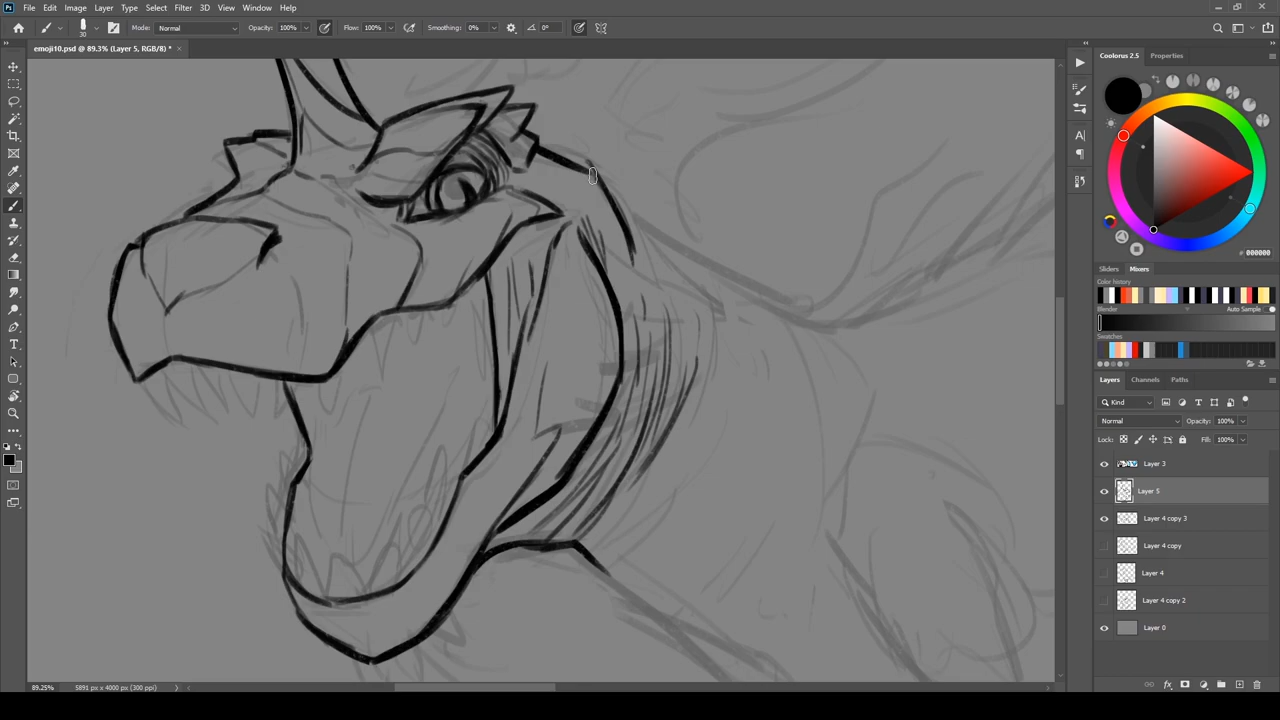 File Edit Image Layer Type Select Filter 3D View Window Help
30 Mode: Normal Opacity: 100% Flow: 100% Smoothing: 0% 0°
emoji10.psd @ 89.3% (Layer 5, RGB/8) * ×
Coolorus 2.5 Properties
# 000000
Sliders Mixers
Color history
Blender Auto Sample
Swatches
Layers Channels Paths
Kind
Normal Opacity: 100%
Lock: Fill: 100%
Layer 3
Layer 5
Layer 4 copy 3
Layer 4 copy
Layer 4
Layer 4 copy 2
Layer 0
89.25% 5891 px x 4000 px (300 ppi)